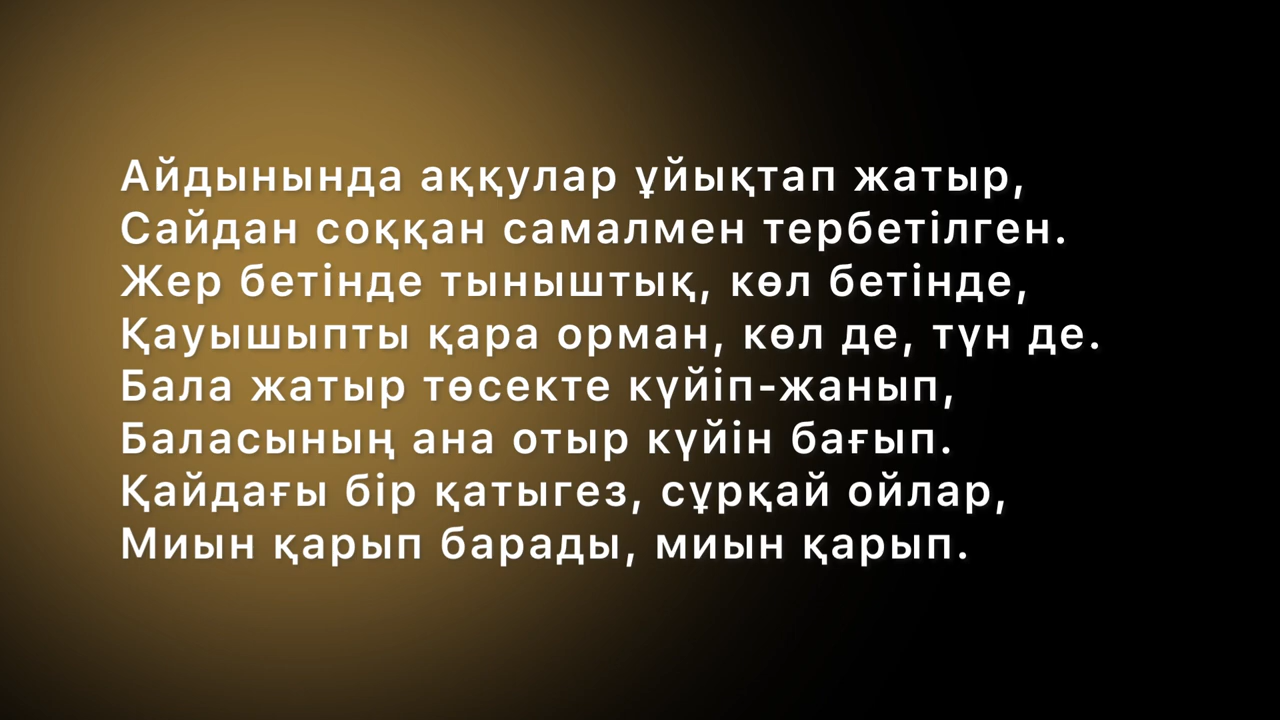 Айдынында аққулар ұйықтап жатыр,
Сайдан соққан самалмен тербетілген.
Жер бетінде тыныштық, көл бетінде,
Қауышыпты қара орман, көл де, түн де.
Бала жатыр төсекте күйіп-жанып,
Баласының ана отыр күйін бағып.
Қайдағы бір қатыгез, сұрқай ойлар,
Миын қарып барады, миын қарып.